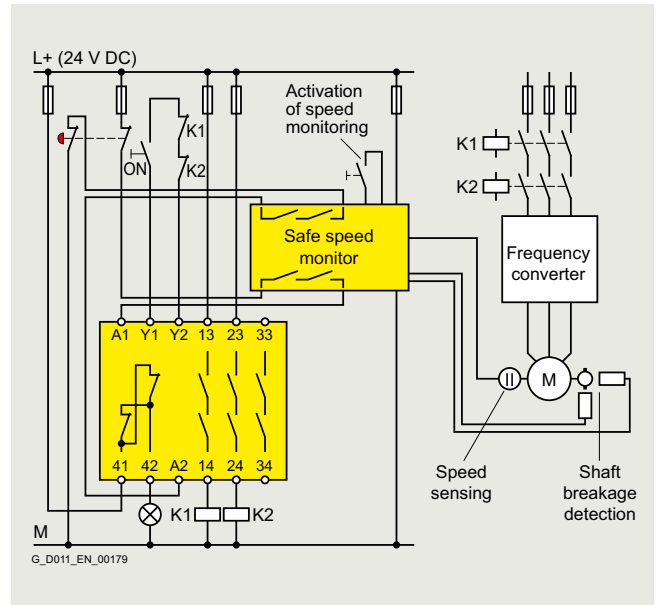 L+ (24 V DC)
Activation
of speed
monitoring
K1
K2
ON
K1
K2
Safe speed
monitor
Frequency
converter
A1 Y1 Y2 13 23 33
M
41 42 A2 14 24 34
K1 K2
Speed
sensing
Shaft
breakage
detection
M
G_D011_EN_00179